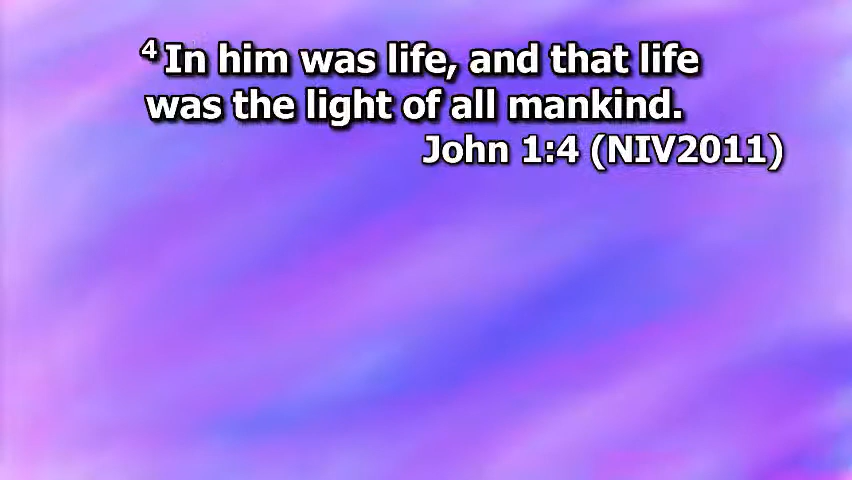 4 In him was life, and that life
was the light of all mankind.
John 1:4 (NIV2011)